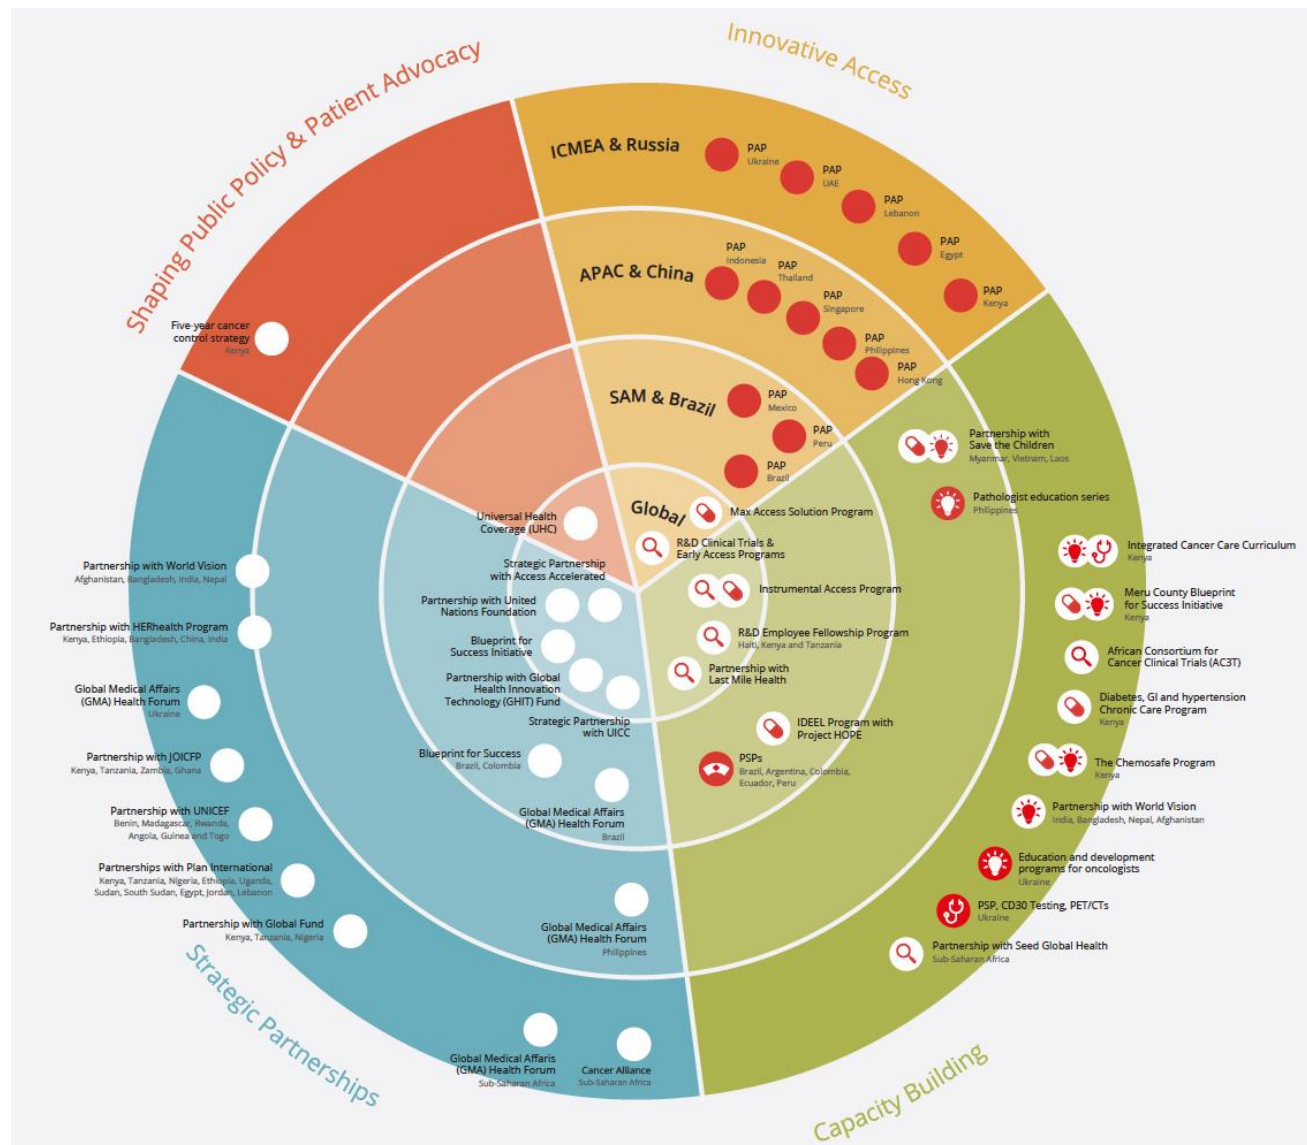 Innovative Access
Shaping Public Policy & Patient Advocacy
ICMEA & Russia
PAP
Ukraine
PAP
UAE
PAP
Lebanon
PAP
Egypt
PAP
Kenya
APAC & China
PAP
Indonesia
PAP
Thailand
PAP
Singapore
PAP
Philippines
PAP
Hong Kong
SAM & Brazil
PAP
Mexico
PAP
Peru
PAP
Brazil
Global
Max Access Solution Program
R&D Clinical Trials &
Early Access Programs
Five-year cancer
control strategy
Kenya
Universal Health
Coverage (UHC)
Strategic Partnership
with Access Accelerated
Partnership with United
Nations Foundation
Blueprint for
Success Initiative
Partnership with Global
Health Innovation
Technology (GHIT) Fund
Strategic Partnership
with UICC
Blueprint for Success
Brazil, Colombia
Global Medical Affairs
(GMA) Health Forum
Brazil
Global Medical Affairs
(GMA) Health Forum
Philippines
Partnership with World Vision
Afghanistan, Bangladesh, India, Nepal
Partnership with HERhealth Program
Kenya, Ethiopia, Bangladesh, China, India
Global Medical Affairs
(GMA) Health Forum
Ukraine
Partnership with JOICFP
Kenya, Tanzania, Zambia, Ghana
Partnership with UNICEF
Benin, Madagascar, Rwanda,
Angola, Guinea and Togo
Partnerships with Plan International
Kenya, Tanzania, Nigeria, Ethiopia, Uganda,
Sudan, South Sudan, Egypt, Jordan, Lebanon
Partnership with Global Fund
Kenya, Tanzania, Nigeria
Global Medical Affaris
(GMA) Health Forum
Sub-Saharan Africa
Cancer Alliance
Sub-Saharan Africa
Strategic Partnerships
Instrumental Access Program
R&D Employee Fellowship Program
Haiti, Kenya and Tanzania
Partnership with
Last Mile Health
IDEEL Program with
Project HOPE
PSPs
Brazil, Argentina, Colombia,
Ecuador, Peru
Partnership with
Save the Children
Myanmar, Vietnam, Laos
Pathologist education series
Philippines
Integrated Cancer Care Curriculum
Kenya
Meru County Blueprint
for Success Initiative
Kenya
African Consortium for
Cancer Clinical Trials (AC3T)
Diabetes, GI and hypertension
Chronic Care Program
Kenya
The Chemosafe Program
Kenya
Partnership with World Vision
India, Bangladesh, Nepal, Afghanistan
Education and development
programs for oncologists
Ukraine
PSP, CD30 Testing, PET/CTs
Ukraine
Partnership with Seed Global Health
Sub-Saharan Africa
Capacity Building